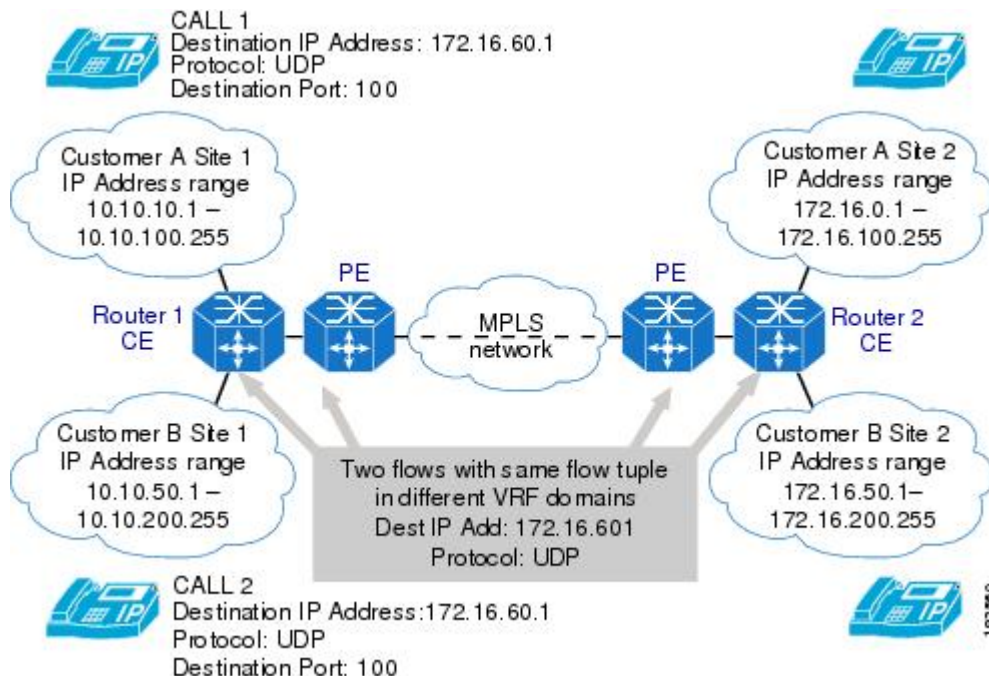 CALL 1
Destination IP Address: 172.16.60.1
Protocol: UDP
Destination Port: 100
IP
IP
Customer A Site 1
IP Address range
10.10.10.1 –
10.10.100.255
Customer A Site 2
IP Address range
172.16.0.1 –
172.16.100.255
PE
PE
Router 1
CE
MPLS
network
Router 2
CE
Customer B Site 1
IP Address range
10.10.50.1 –
10.10.200.255
Two flows with same flow tuple
in different VRF domains
Dest IP Add: 172.16.601
Protocol: UDP
Customer B Site 2
IP Address range
172.16.50.1–
172.16.200.255
IP
IP
CALL 2
Destination IP Address:172.16.60.1
Protocol: UDP
Destination Port: 100